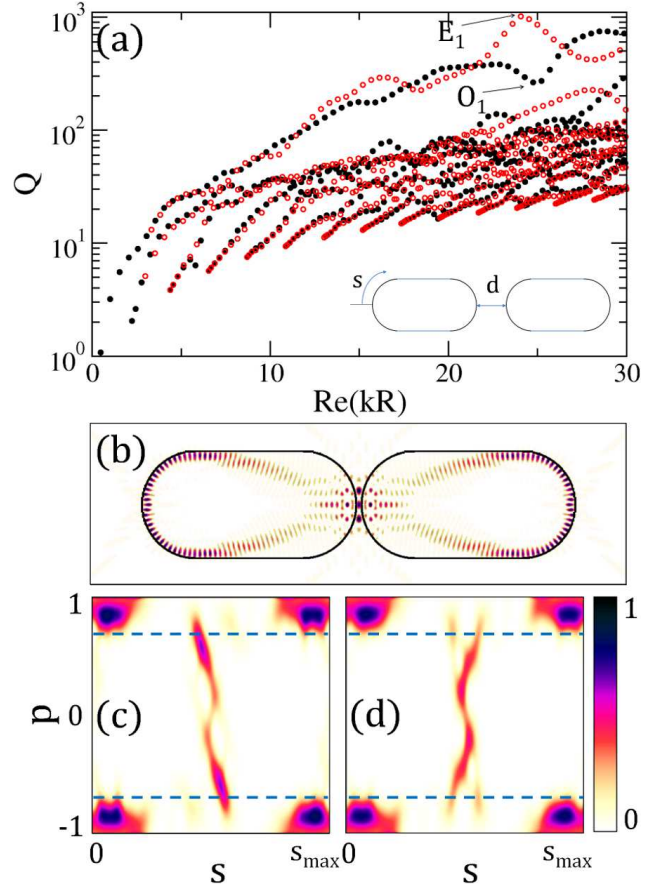 (a)
10³
10²
10¹
10⁰
Q
E₁
O₁
s
d
0
10
20
30
Re(kR)
(b)
1
0
-1
p
(c)
(d)
1
0
0
s_max
0
s_max
s
s